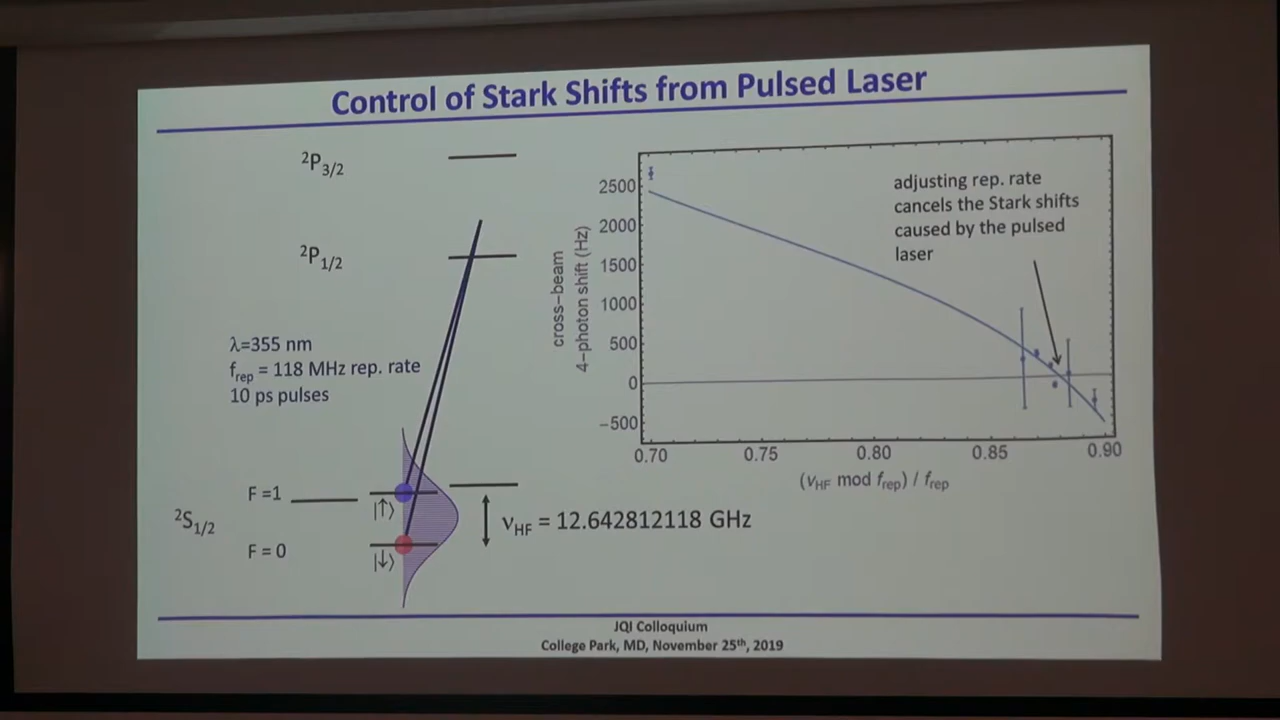 Control of Stark Shifts from Pulsed Laser
²P₃/₂
²P₁/₂
λ=355 nm
fᵣₑₚ = 118 MHz rep. rate
10 ps pulses
F =1
|↑⟩
²S₁/₂
F = 0
|↓⟩
ν_HF = 12.642812118 GHz
cross−beam
4−photon shift (Hz)
2500
2000
1500
1000
500
0
−500
0.70 0.75 0.80 0.85 0.90
(ν_HF mod fᵣₑₚ) / fᵣₑₚ
adjusting rep. rate
cancels the Stark shifts
caused by the pulsed
laser
JQI Colloquium
College Park, MD, November 25ᵗʰ, 2019